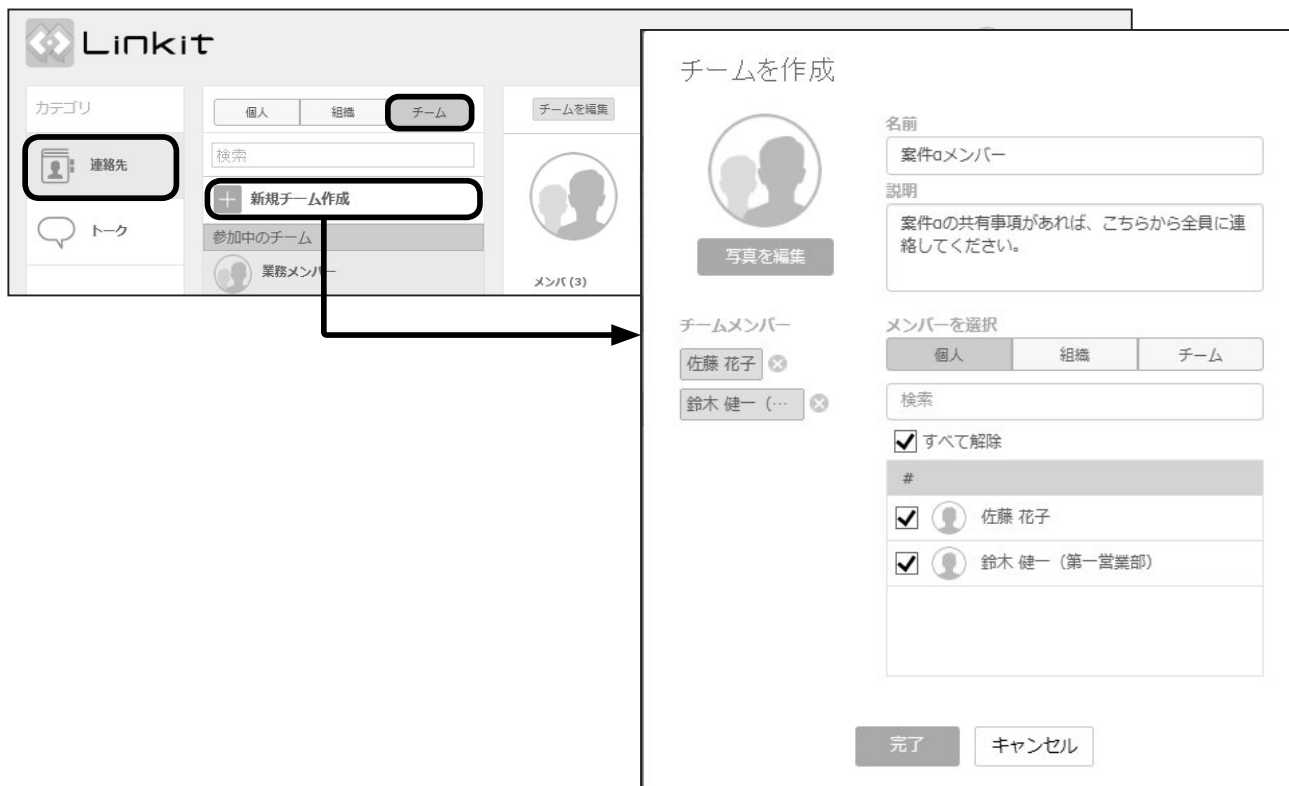 Linkit
カテゴリ
連絡先
トーク
個人
組織
チーム
検索
新規チーム作成
参加中のチーム
業務メンバー
チームを編集
メンバ (3)
チームを作成
写真を編集
名前
案件αメンバー
説明
案件αの共有事項があれば、こちらから全員に連
絡してください。
チームメンバー
佐藤 花子
鈴木 健一（…
メンバーを選択
個人
組織
チーム
検索
すべて解除
#
佐藤 花子
鈴木 健一（第一営業部）
完了
キャンセル